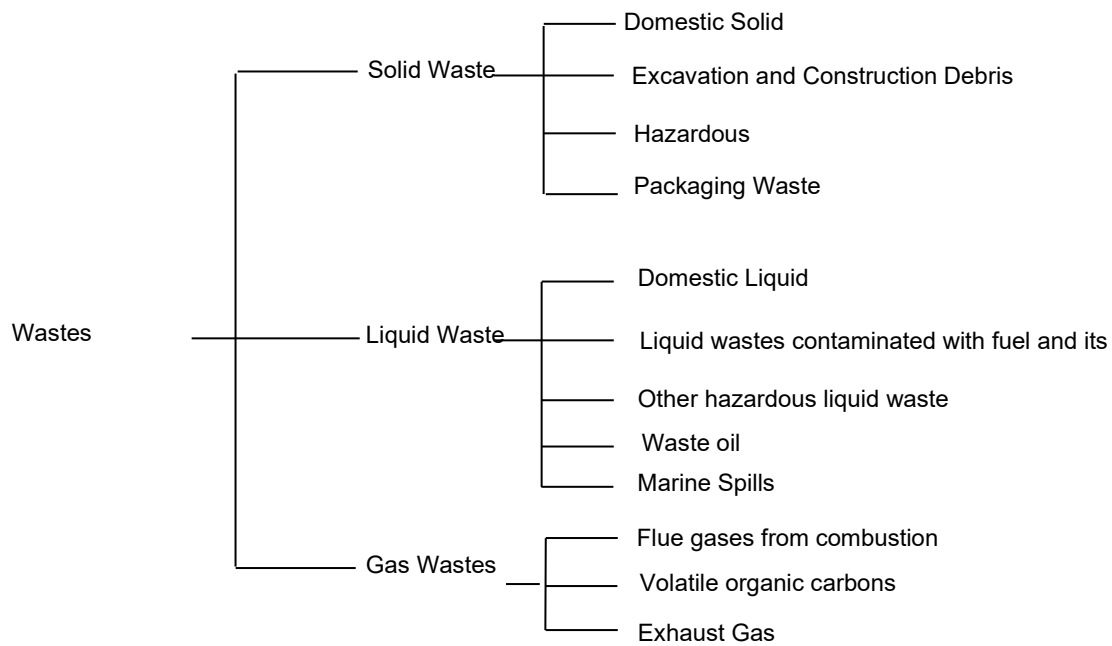 Wastes
Solid Waste
Domestic Solid
Excavation and Construction Debris
Hazardous
Packaging Waste
Liquid Waste
Domestic Liquid
Liquid wastes contaminated with fuel and its
Other hazardous liquid waste
Waste oil
Marine Spills
Gas Wastes
Flue gases from combustion
Volatile organic carbons
Exhaust Gas